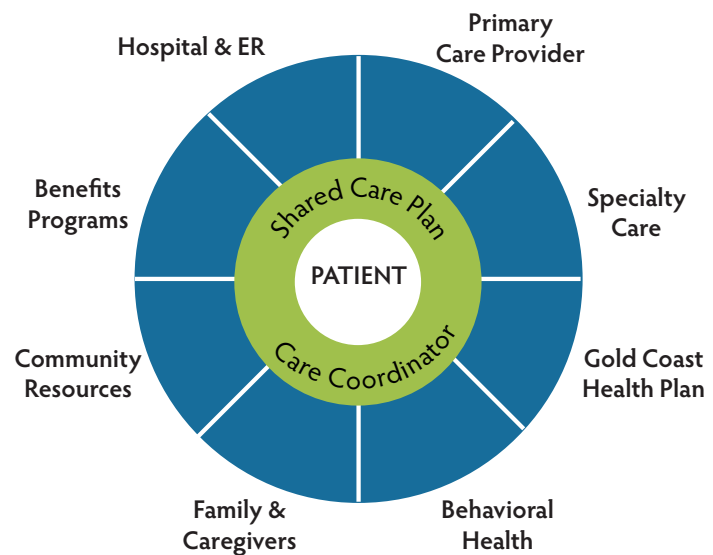 Hospital & ER
Primary
Care Provider
Benefits
Programs
Specialty
Care
Shared Care Plan
PATIENT
Care Coordinator
Community
Resources
Gold Coast
Health Plan
Family &
Caregivers
Behavioral
Health